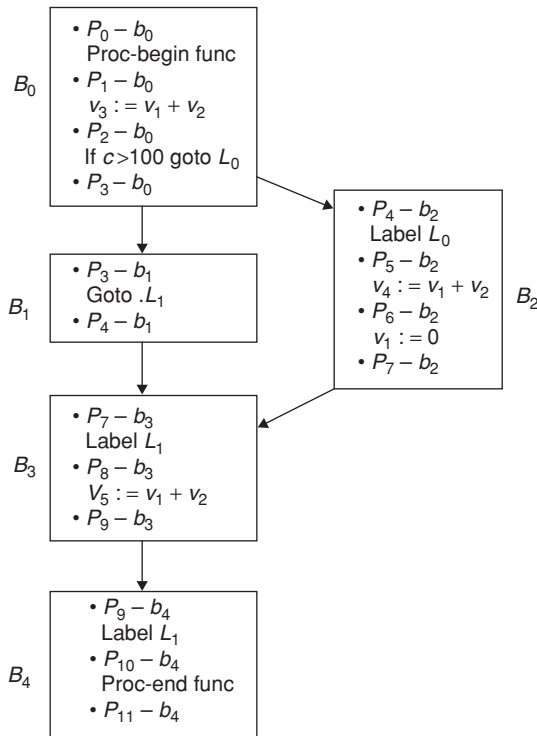 B₀
• P₀ – b₀
Proc-begin func
• P₁ – b₀
v₃ : = v₁ + v₂
• P₂ – b₀
If c >100 goto L₀
• P₃ – b₀
B₁
• P₃ – b₁
Goto .L₁
• P₄ – b₁
B₂
• P₄ – b₂
Label L₀
• P₅ – b₂
v₄ : = v₁ + v₂
• P₆ – b₂
v₁ : = 0
• P₇ – b₂
B₃
• P₇ – b₃
Label L₁
• P₈ – b₃
V₅ : = v₁ + v₂
• P₉ – b₃
B₄
• P₉ – b₄
Label L₁
• P₁₀ – b₄
Proc-end func
• P₁₁ – b₄